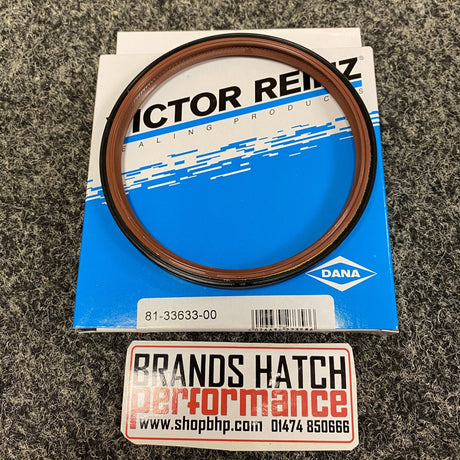 VICTOR REINZ®
SEALING PRODUCTS
DANA
81-33633-00
BRANDS HATCH
performance
www.shopbhp.com 01474 850666